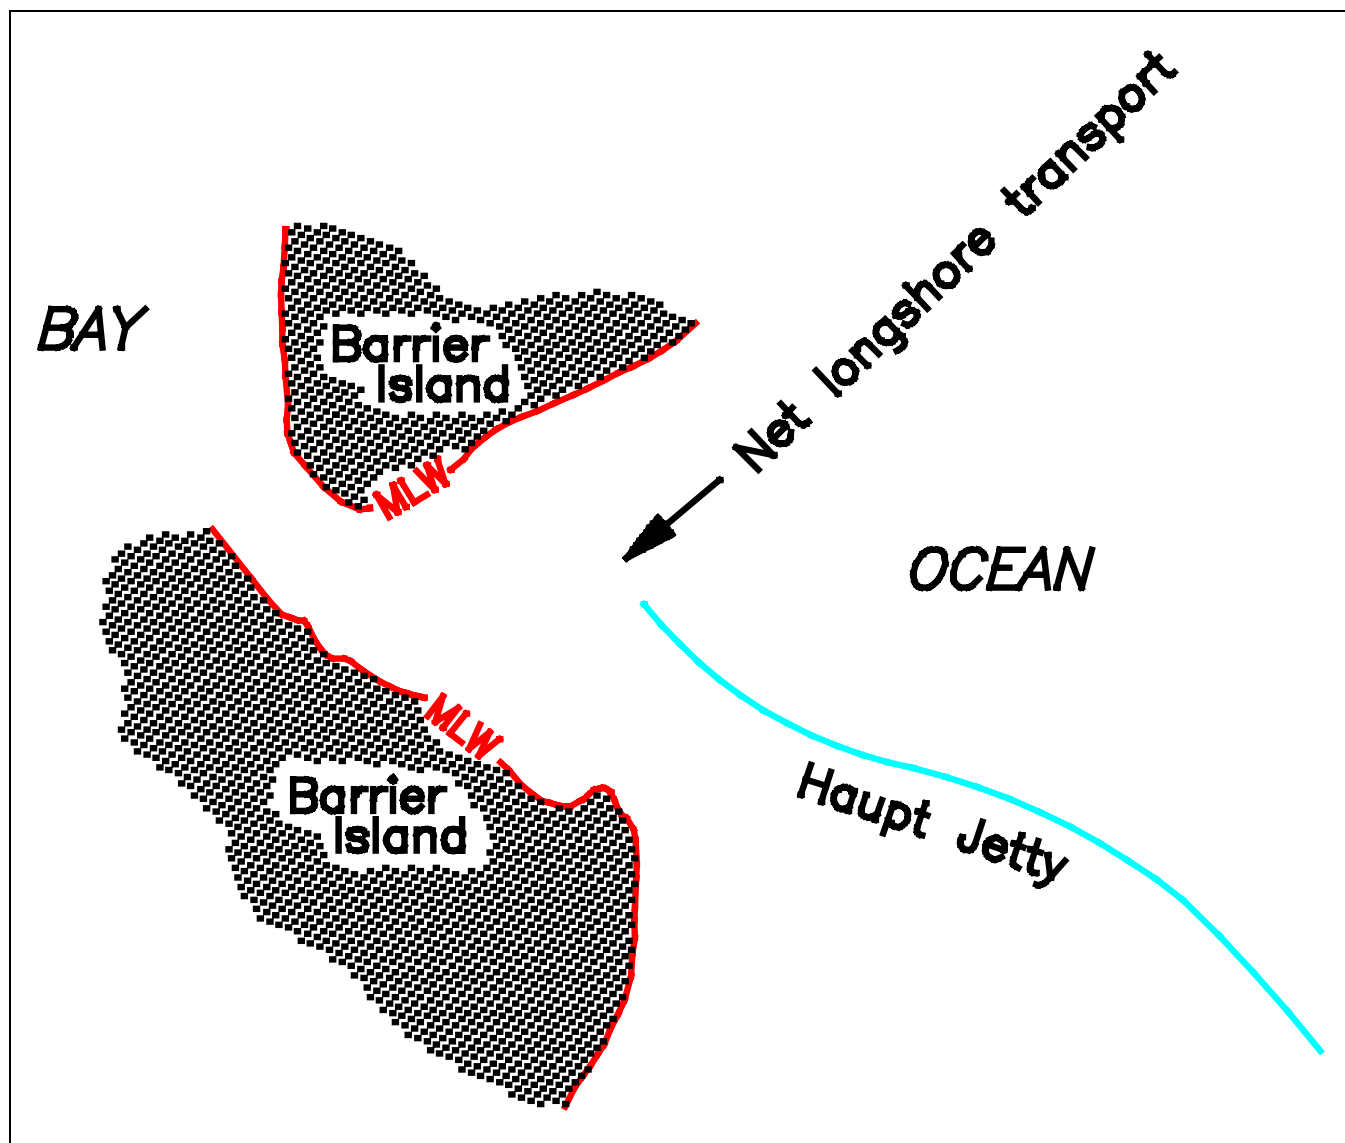 Net longshore transport
BAY
Barrier
Island
MLW
OCEAN
MLW
Haupt Jetty
Barrier
Island